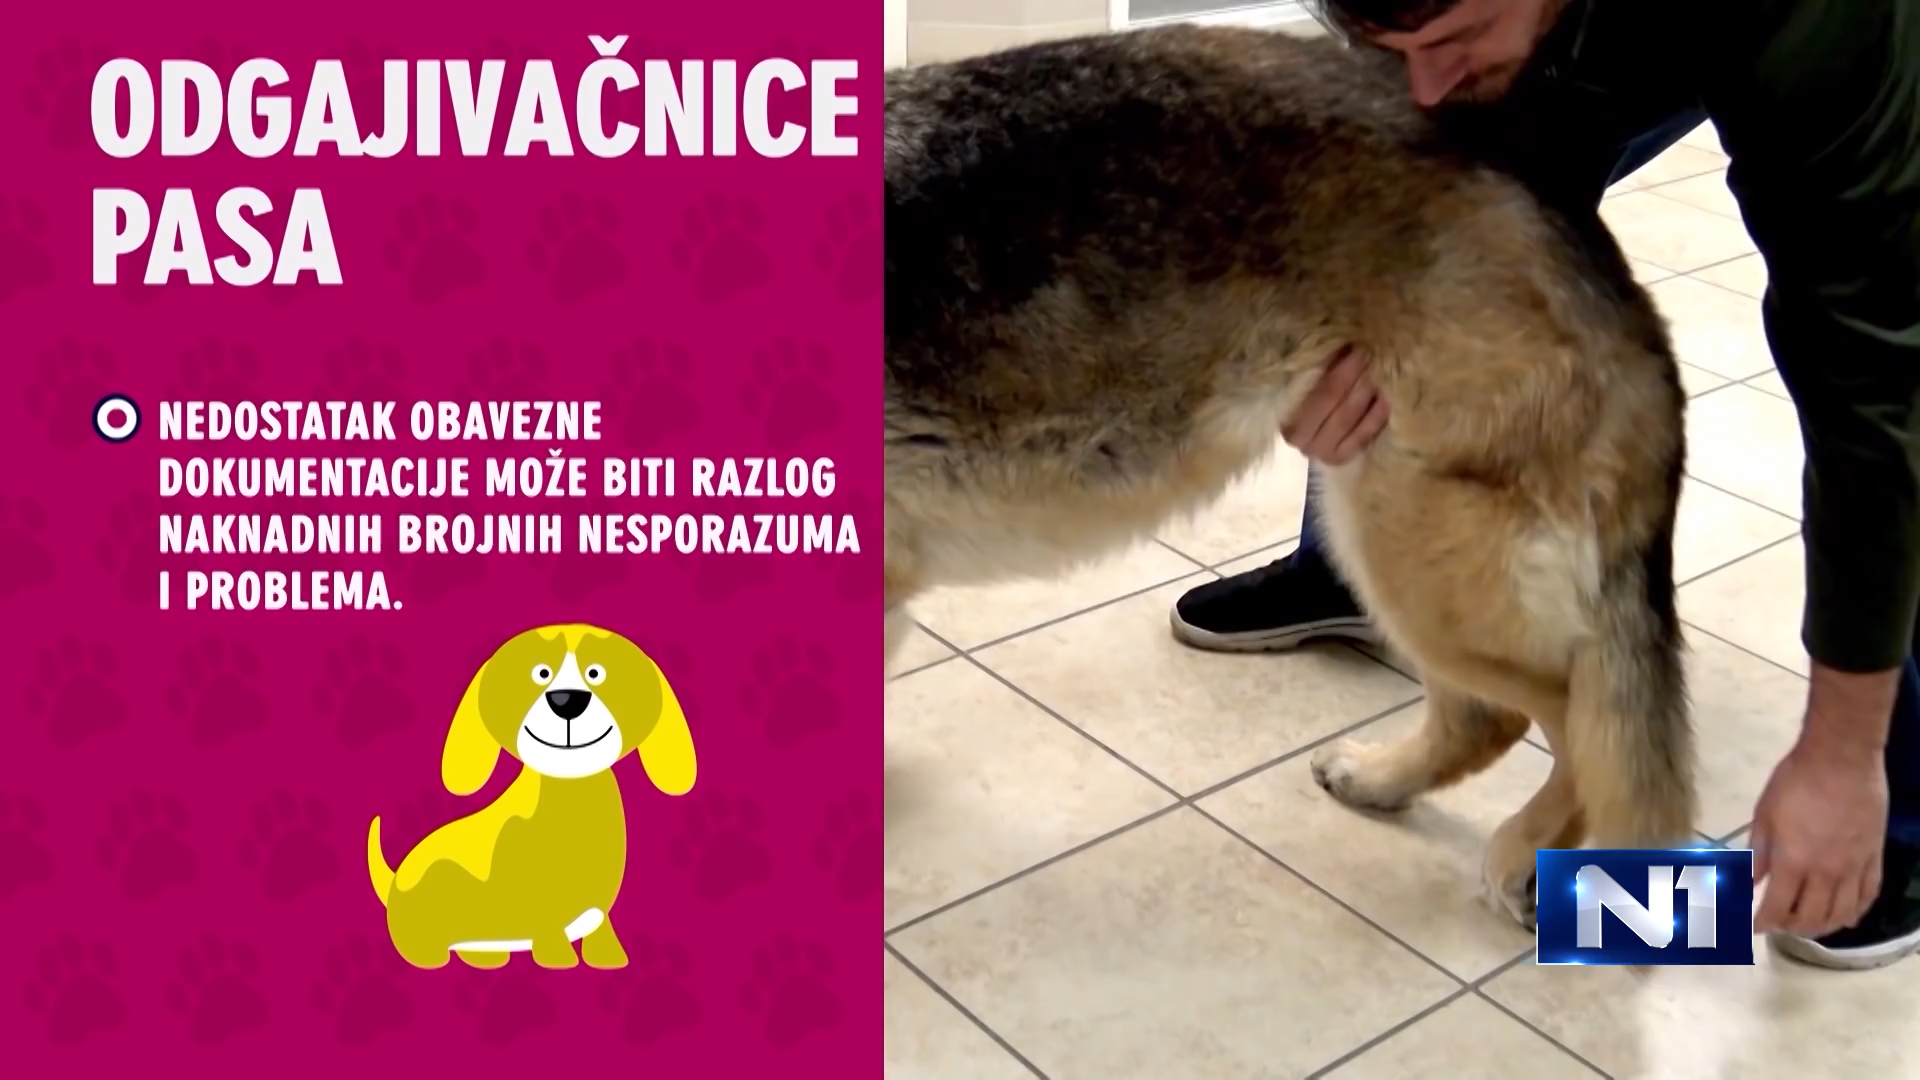 ODGAJIVAČNICE
PASA
NEDOSTATAK OBAVEZNE
DOKUMENTACIJE MOŽE BITI RAZLOG
NAKNADNIH BROJNIH NESPORAZUMA
I PROBLEMA.
N1